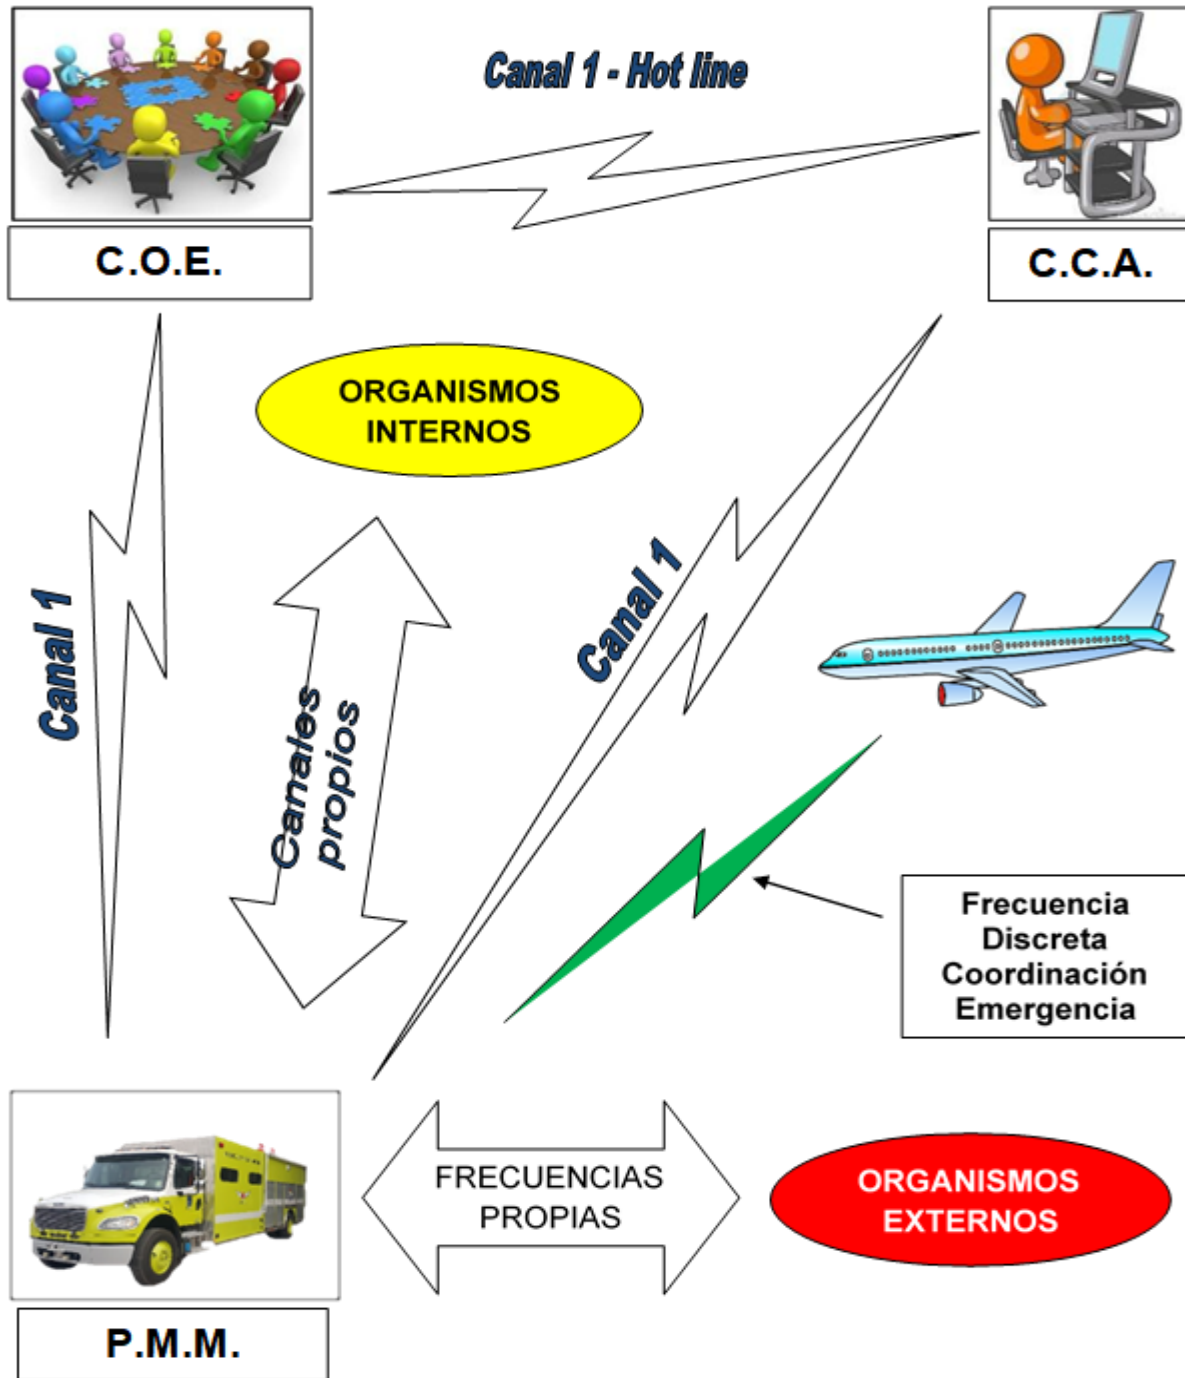 Canal 1 - Hot line
C.O.E.
C.C.A.
ORGANISMOS
INTERNOS
Canal 1
Canales
propios
Canal 1
Frecuencia
Discreta
Coordinación
Emergencia
FRECUENCIAS
PROPIAS
ORGANISMOS
EXTERNOS
P.M.M.